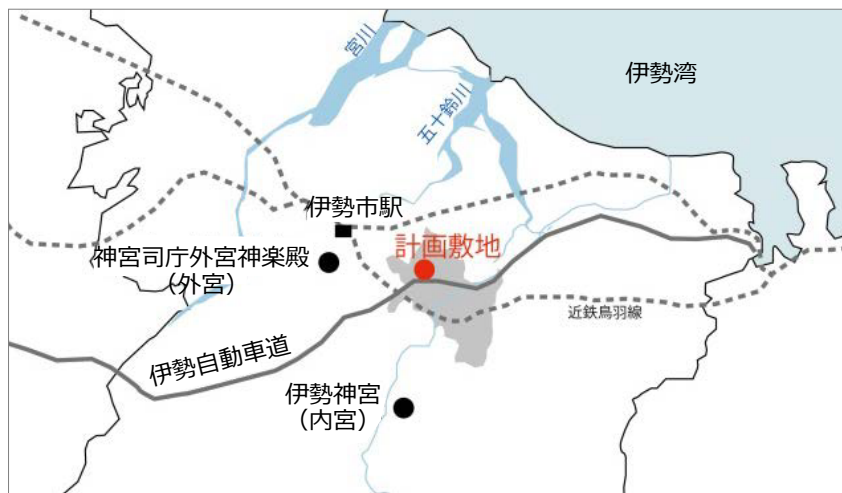 宮川
五十鈴川
伊勢湾
伊勢市駅
計画敷地
神宮司庁外宮神楽殿
（外宮）
近鉄鳥羽線
伊勢自動車道
伊勢神宮
（内宮）